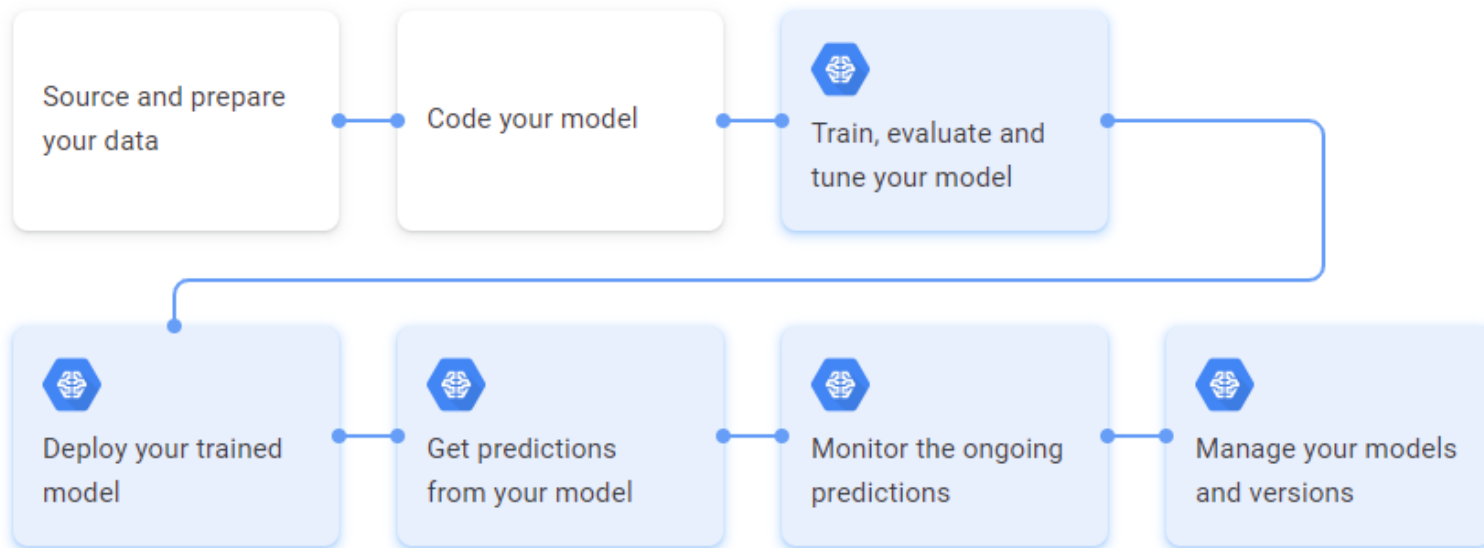 Source and prepare
your data
Code your model
Train, evaluate and
tune your model
Deploy your trained
model
Get predictions
from your model
Monitor the ongoing
predictions
Manage your models
and versions